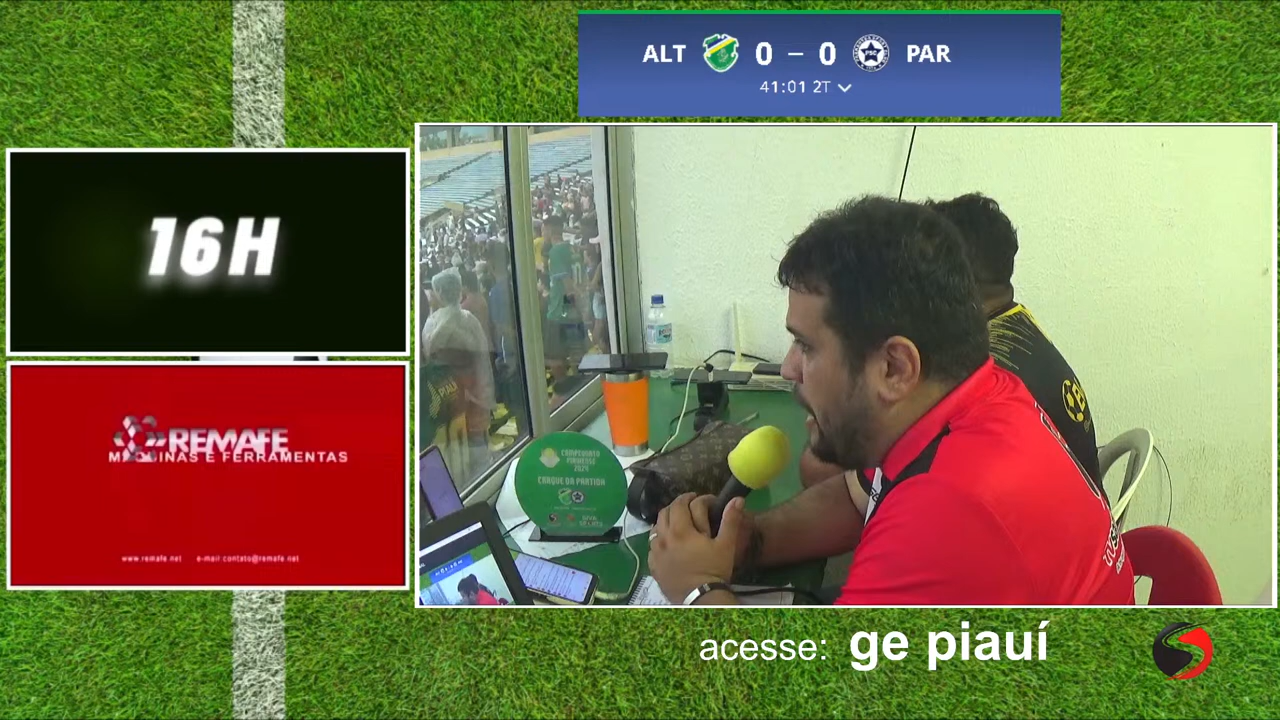 ALT 0 – 0 PAR
41:01 2T
16H
REMAFE
MÁQUINAS E FERRAMENTAS
www.remafe.net e-mail:contato@remafe.net
CAMPEONATO
PIAUIENSE
2024
CRAQUE DA PARTIDA
PIAUÍ
acesse: ge piauí